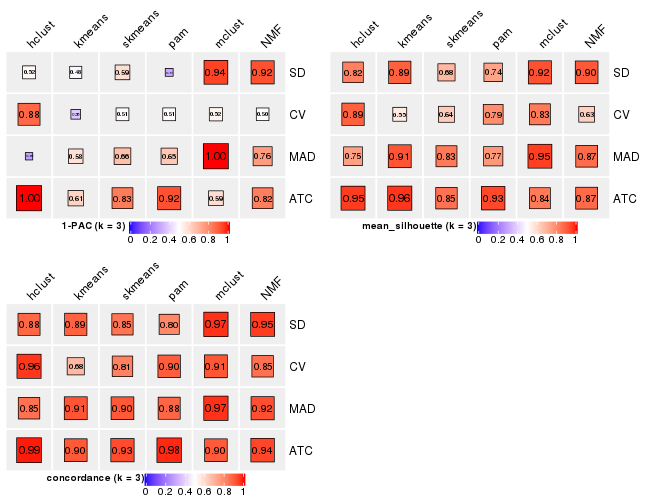 hclust kmeans skmeans pam mclust NMF
0.52 0.48 0.59 0.94 0.92 SD
0.88 0.51 0.51 0.52 0.50 CV
0.58 0.66 0.65 1.00 0.76 MAD
1.00 0.61 0.83 0.92 0.59 0.82 ATC
1-PAC (k = 3)
0 0.2 0.4 0.6 0.8 1
hclust kmeans skmeans pam mclust NMF
0.82 0.89 0.68 0.74 0.92 0.90 SD
0.89 0.55 0.64 0.79 0.83 0.63 CV
0.75 0.91 0.83 0.77 0.95 0.87 MAD
0.95 0.96 0.85 0.93 0.84 0.87 ATC
mean_silhouette (k = 3)
0 0.2 0.4 0.6 0.8 1
hclust kmeans skmeans pam mclust NMF
0.88 0.89 0.85 0.80 0.97 0.95 SD
0.96 0.68 0.81 0.90 0.91 0.85 CV
0.85 0.91 0.90 0.88 0.97 0.92 MAD
0.99 0.90 0.93 0.98 0.90 0.94 ATC
concordance (k = 3)
0 0.2 0.4 0.6 0.8 1